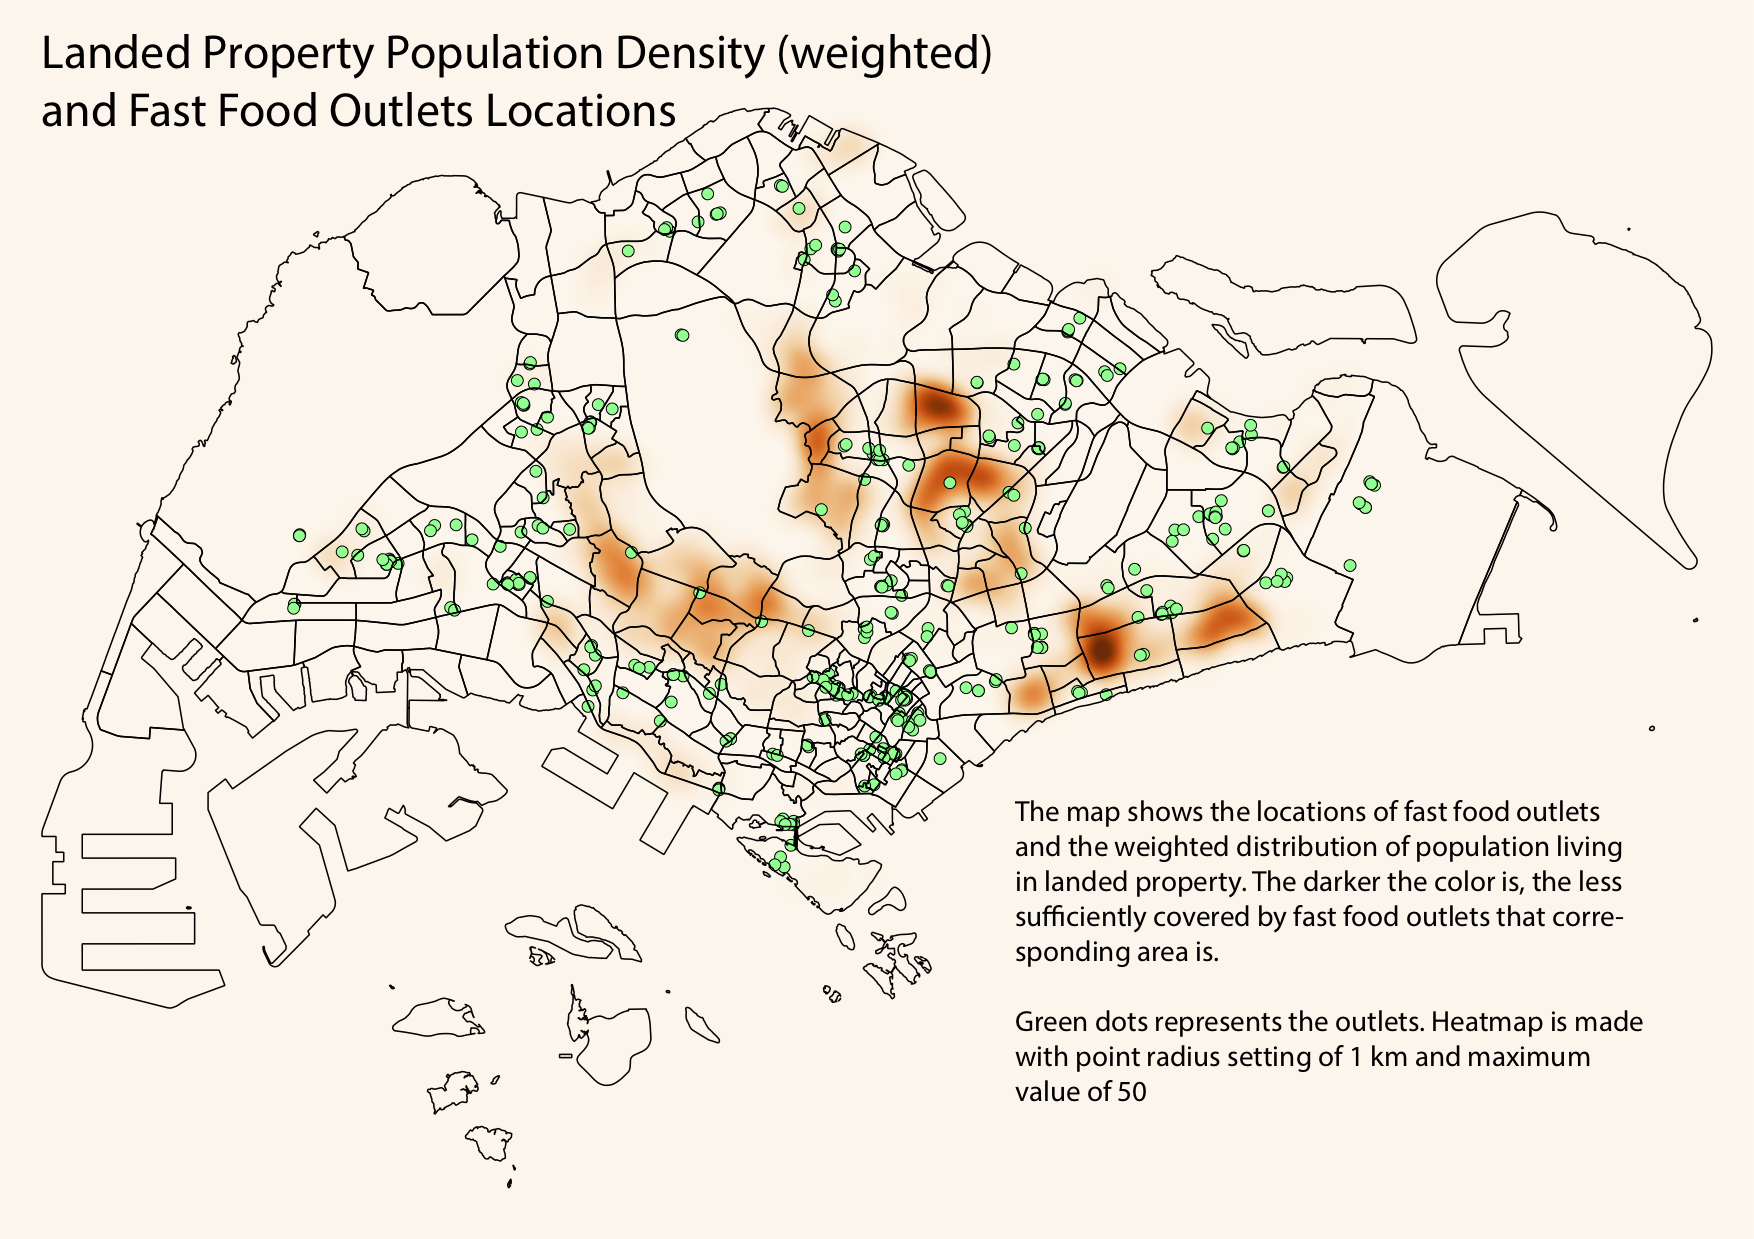 Landed Property Population Density (weighted)
and Fast Food Outlets Locations
The map shows the locations of fast food outlets
and the weighted distribution of population living
in landed property. The darker the color is, the less
sufficiently covered by fast food outlets that corre-
sponding area is.
Green dots represents the outlets. Heatmap is made
with point radius setting of 1 km and maximum
value of 50